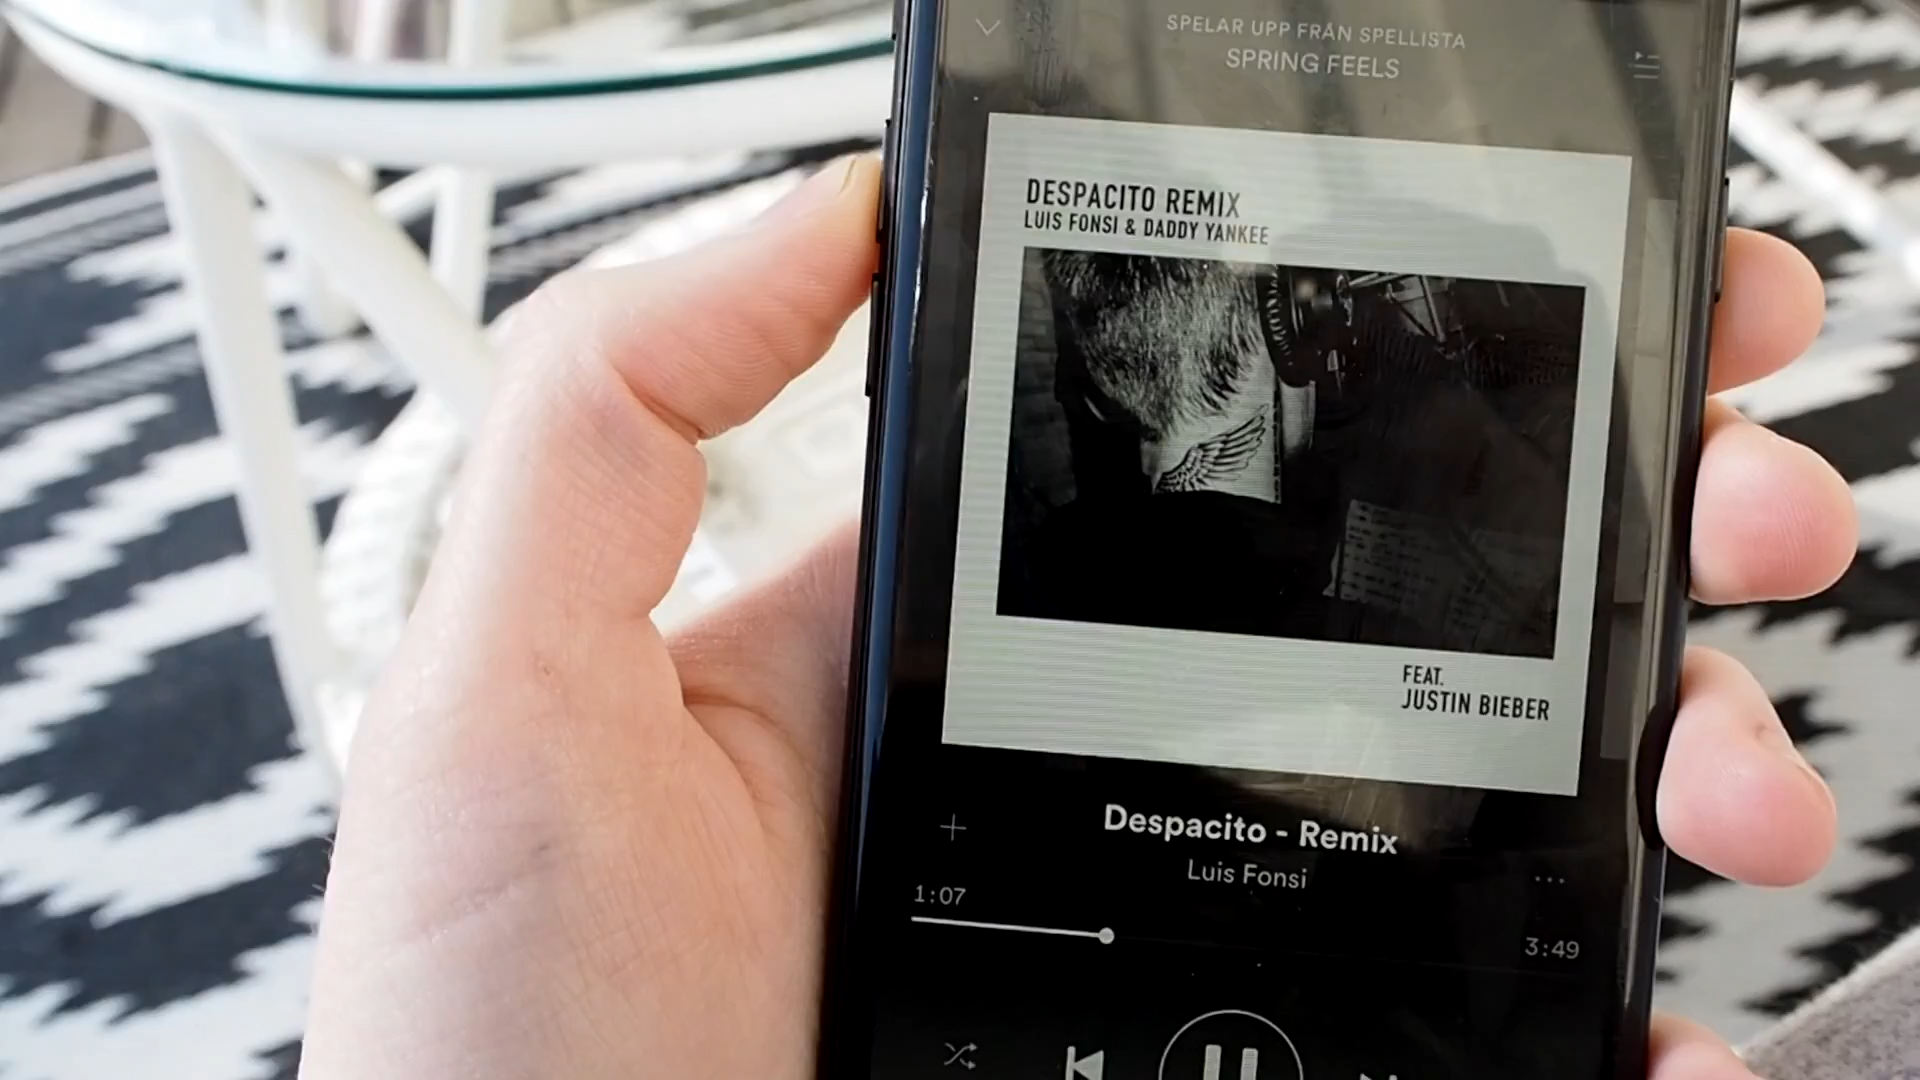 SPELAR UPP FRÅN SPELLISTA
SPRING FEELS
DESPACITO REMIX
LUIS FONSI & DADDY YANKEE
FEAT.
JUSTIN BIEBER
Despacito - Remix
Luis Fonsi
1:07
3:49